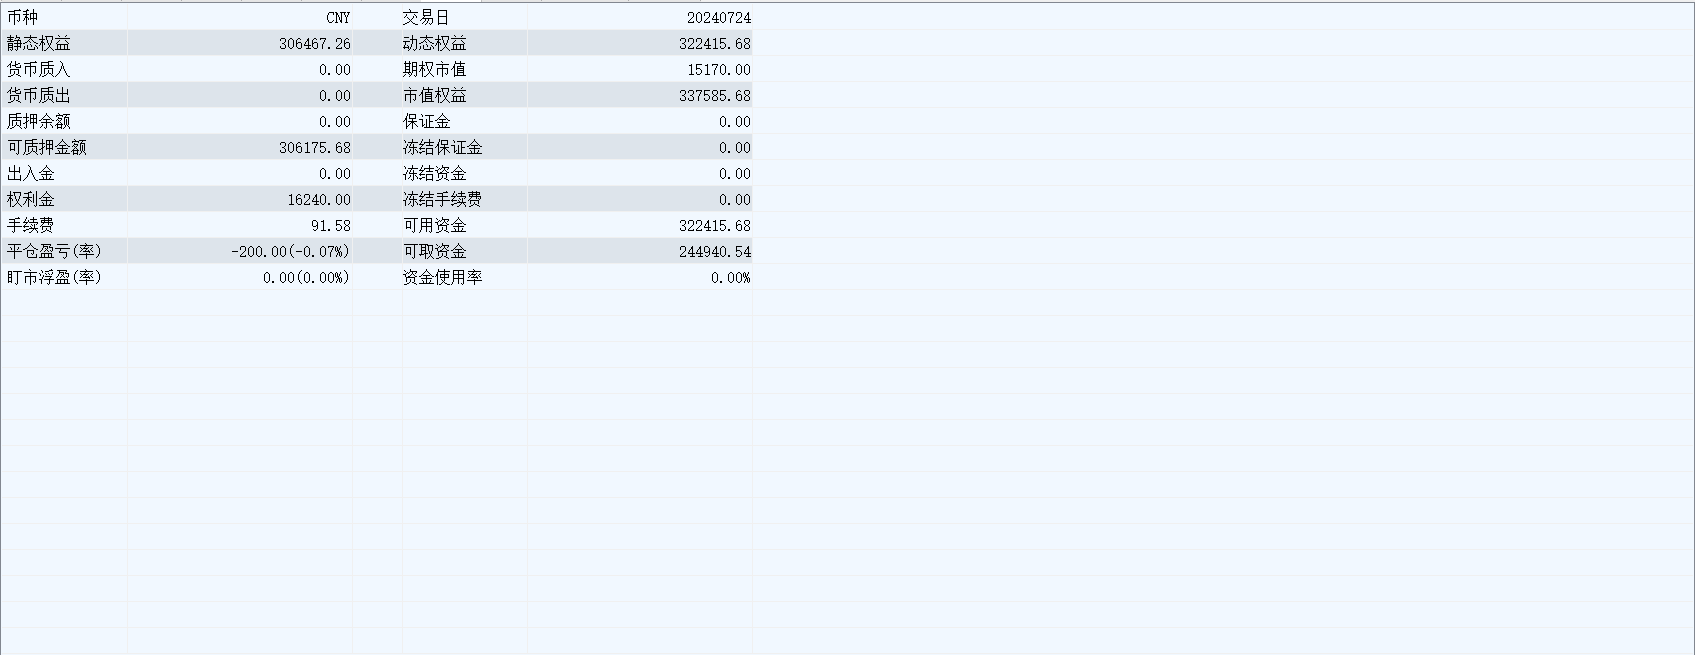 币种 CNY 交易日 20240724
静态权益 306467.26 动态权益 322415.68
货币质入 0.00 期权市值 15170.00
货币质出 0.00 市值权益 337585.68
质押余额 0.00 保证金 0.00
可质押金额 306175.68 冻结保证金 0.00
出入金 0.00 冻结资金 0.00
权利金 16240.00 冻结手续费 0.00
手续费 91.58 可用资金 322415.68
平仓盈亏(率) -200.00(-0.07%) 可取资金 244940.54
盯市浮盈(率) 0.00(0.00%) 资金使用率 0.00%